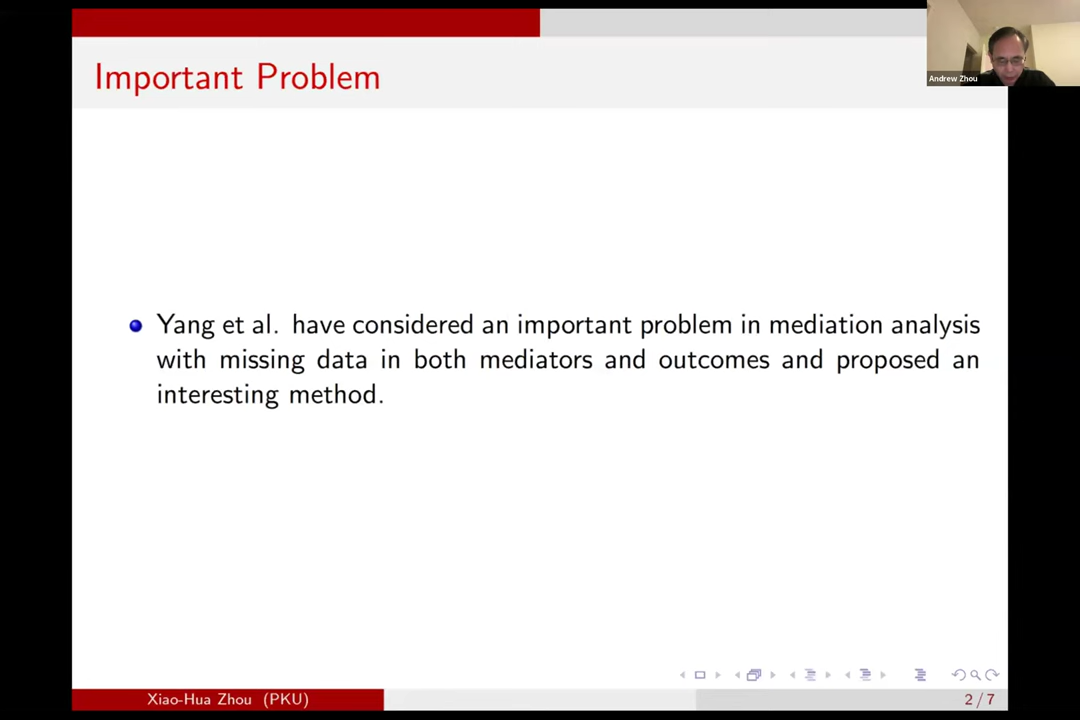 Important Problem
Andrew Zhou
Yang et al. have considered an important problem in mediation analysis
with missing data in both mediators and outcomes and proposed an
interesting method.
Xiao-Hua Zhou (PKU)
2 / 7